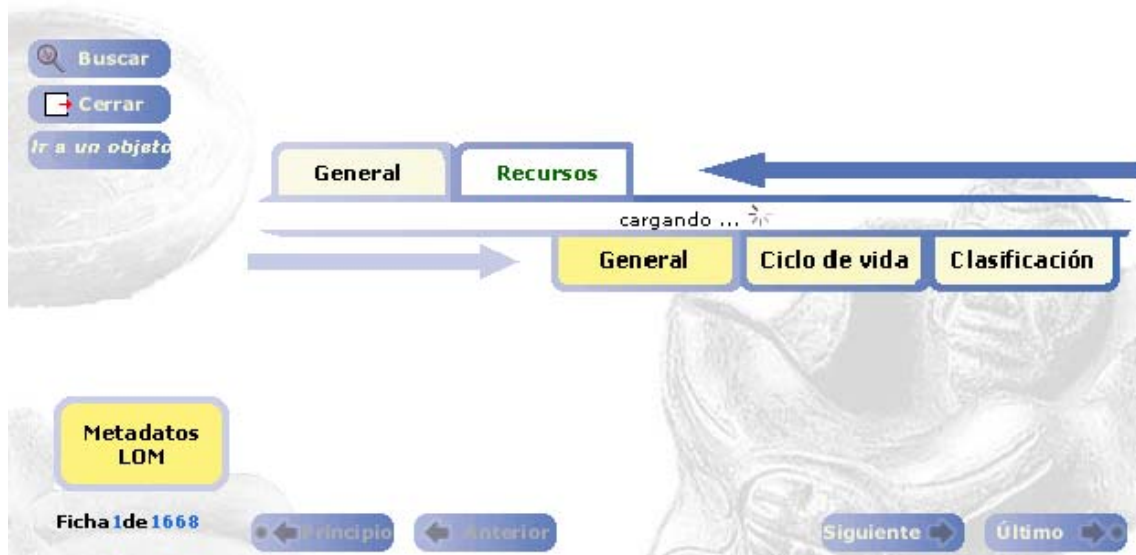 Buscar
Cerrar
Ir a un objeto
General Recursos
cargando ...
General Ciclo de vida Clasificación
Metadatos
LOM
Ficha 1 de 1668
Principio Anterior Siguiente Último